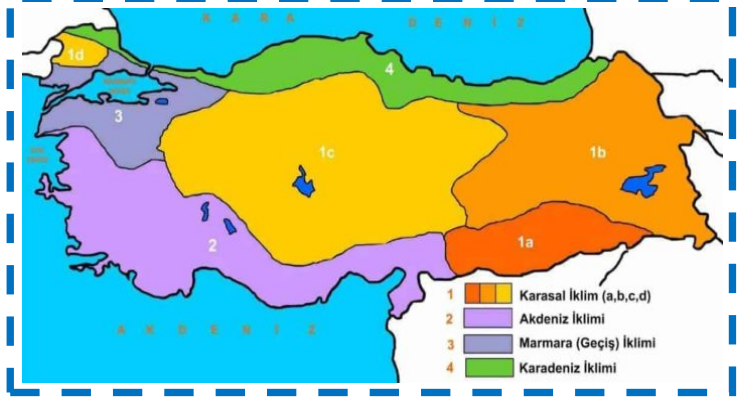 K A R A D E N İ Z
1d
4
3
1c
1b
2
1a
A K D E N İ Z
1 Karasal İklim (a,b,c,d)
2 Akdeniz İklimi
3 Marmara (Geçiş) İklimi
4 Karadeniz İklimi